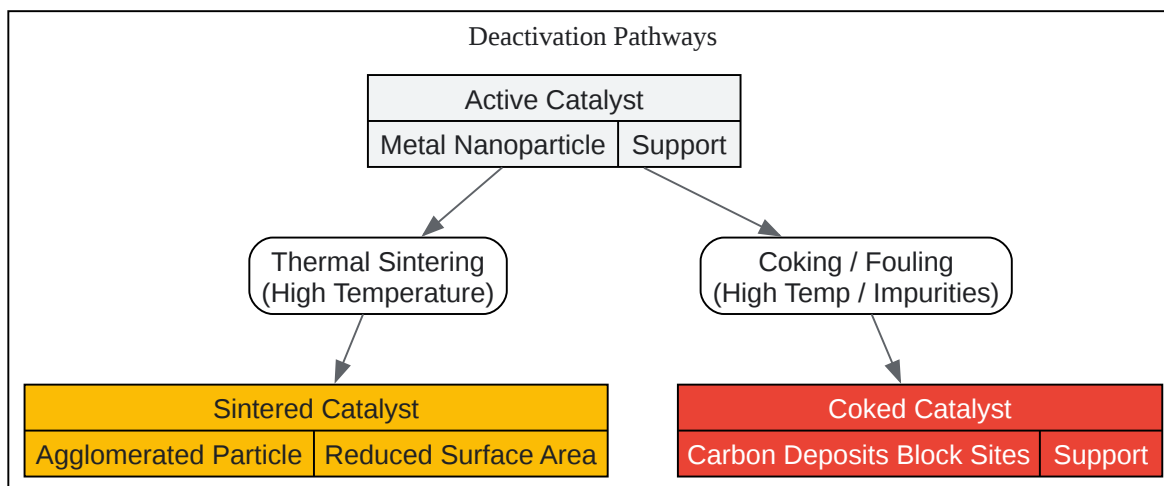 Deactivation Pathways
Active Catalyst
Metal Nanoparticle
Support
Thermal Sintering
(High Temperature)
Coking / Fouling
(High Temp / Impurities)
Sintered Catalyst
Agglomerated Particle
Reduced Surface Area
Coked Catalyst
Carbon Deposits Block Sites
Support